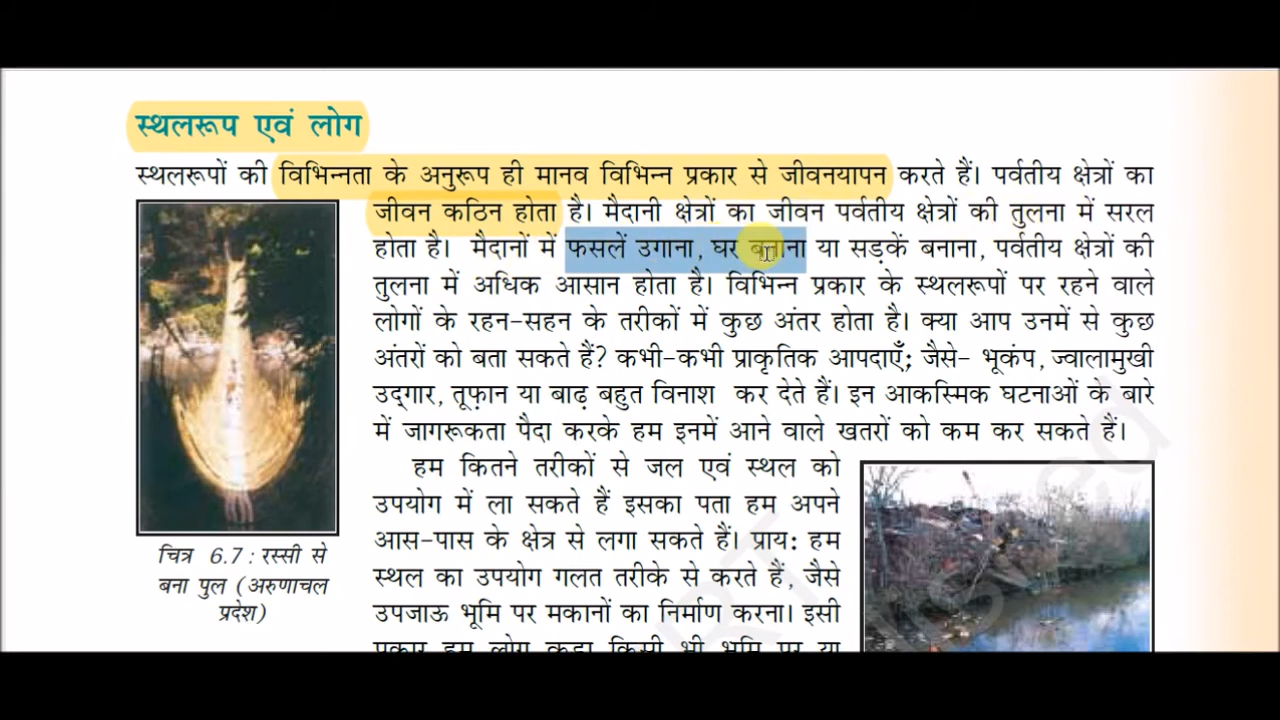 स्थलरूप एवं लोग
स्थलरूपों की विभिन्नता के अनुरूप ही मानव विभिन्न प्रकार से जीवनयापन करते हैं। पर्वतीय क्षेत्रों का
जीवन कठिन होता है। मैदानी क्षेत्रों का जीवन पर्वतीय क्षेत्रों की तुलना में सरल
होता है। मैदानों में फसलें उगाना, घर बनाना या सड़कें बनाना, पर्वतीय क्षेत्रों की
तुलना में अधिक आसान होता है। विभिन्न प्रकार के स्थलरूपों पर रहने वाले
लोगों के रहन-सहन के तरीकों में कुछ अंतर होता है। क्या आप उनमें से कुछ
अंतरों को बता सकते हैं? कभी-कभी प्राकृतिक आपदाएँ; जैसे- भूकंप, ज्वालामुखी
उद्‌गार, तूफ़ान या बाढ़ बहुत विनाश कर देते हैं। इन आकस्मिक घटनाओं के बारे
में जागरूकता पैदा करके हम इनमें आने वाले खतरों को कम कर सकते हैं।
हम कितने तरीकों से जल एवं स्थल को
उपयोग में ला सकते हैं इसका पता हम अपने
आस-पास के क्षेत्र से लगा सकते हैं। प्राय: हम
स्थल का उपयोग गलत तरीके से करते हैं, जैसे
उपजाऊ भूमि पर मकानों का निर्माण करना। इसी
प्रकार हम लोग कूड़ा किसी भी भूमि पर या
चित्र 6.7 : रस्सी से
बना पुल (अरुणाचल
प्रदेश)